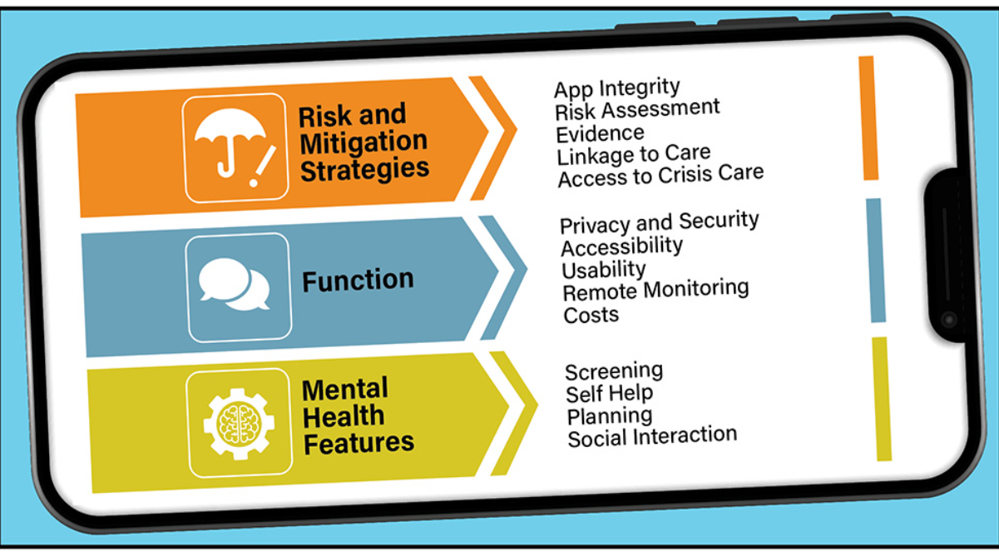 Risk and
Mitigation
Strategies
App Integrity
Risk Assessment
Evidence
Linkage to Care
Access to Crisis Care
Function
Privacy and Security
Accessibility
Usability
Remote Monitoring
Costs
Mental
Health
Features
Screening
Self Help
Planning
Social Interaction